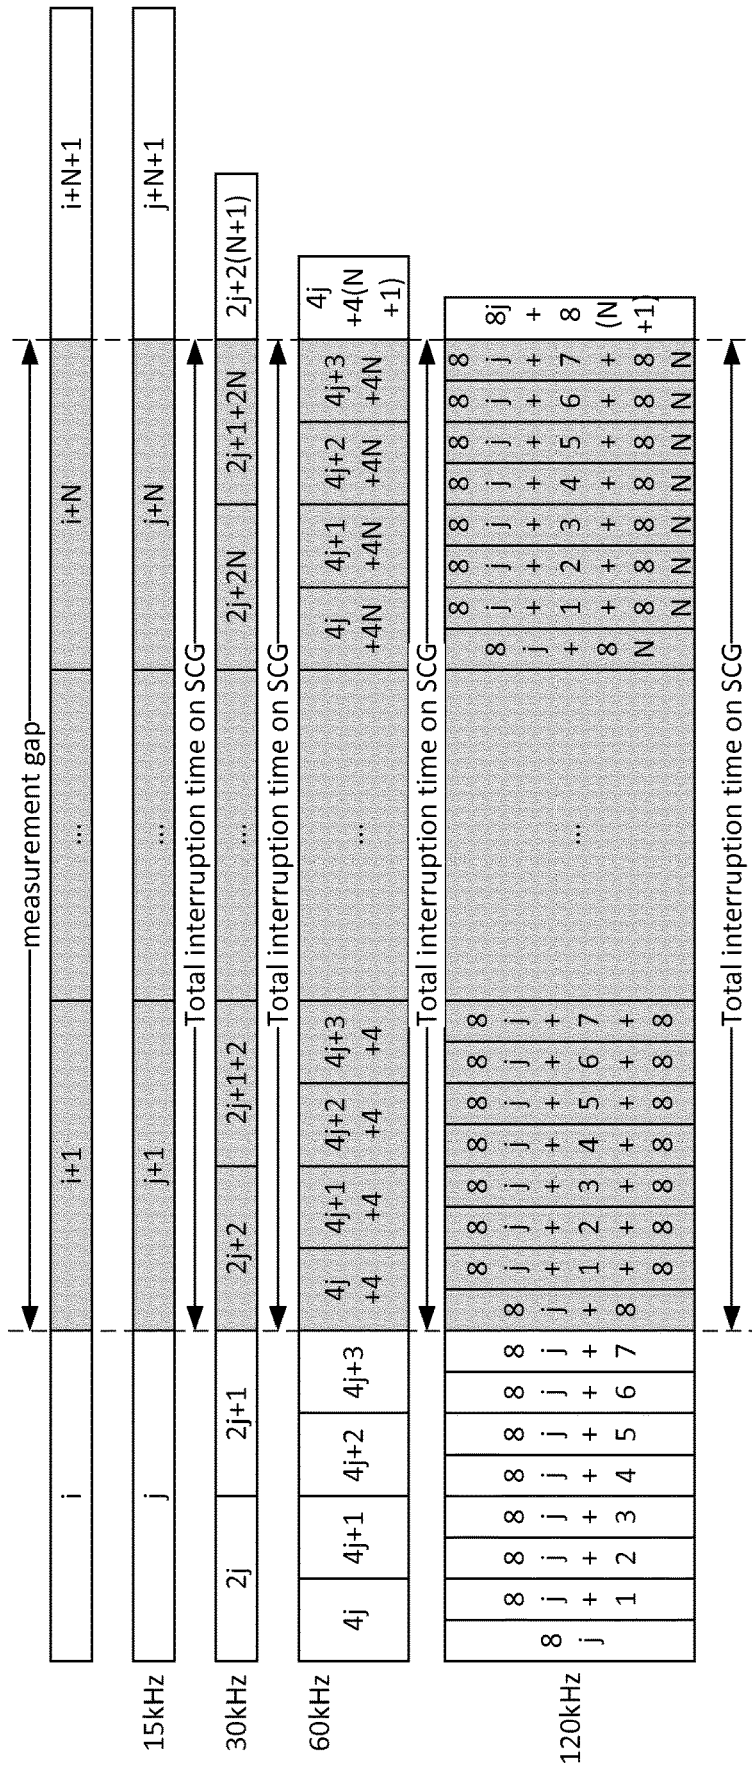 measurement gap
i i+1 ... i+N i+N+1
15kHz j j+1 ... j+N j+N+1
Total interruption time on SCG
30kHz 2j 2j+1 2j+2 2j+1+2 ... 2j+2N 2j+1+2N 2j+2(N+1)
Total interruption time on SCG
60kHz 4j 4j+1 4j+2 4j+3 4j+4 4j+1+4 4j+2+4 4j+3+4 ... 4j+4N 4j+1+4N 4j+2+4N 4j+3+4N 4j+4(N+1)
Total interruption time on SCG
120kHz 8j 8j+1 8j+2 8j+3 8j+4 8j+5 8j+6 8j+7 8j+8 8j+1+8 8j+2+8 8j+3+8 8j+4+8 8j+5+8 8j+6+8 8j+7+8 ... 8j+8N 8j+1+8N 8j+2+8N 8j+3+8N 8j+4+8N 8j+5+8N 8j+6+8N 8j+7+8N 8j+8(N+1)
Total interruption time on SCG